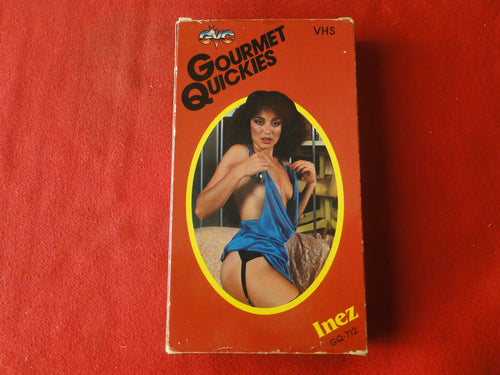 GVC
VHS
GOURMET
QUICKIES
Inez
GQ-712